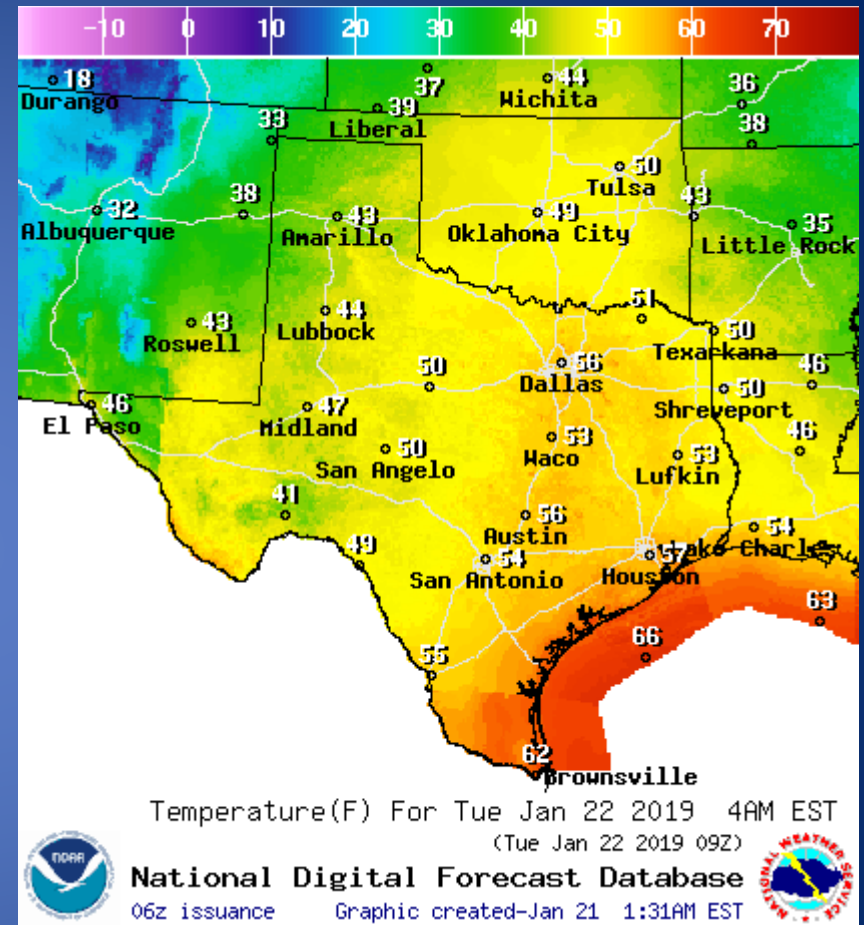 -10 0 10 20 30 40 50 60 70
18
Durango
37
44
Wichita
39
Liberal
36
38
33
50
Tulsa
32
Albuquerque
38
43
Amarillo
49
Oklahoma City
43
35
Little Rock
43
Roswell
44
Lubbock
51
50
Texarkana
56
Dallas
50
46
50
Shreveport
46
El Paso
47
Midland
50
San Angelo
53
Waco
53
Lufkin
46
41
56
Austin
54
Lake Charles
49
54
San Antonio
57
Houston
63
66
55
62
Brownsville
Temperature(F) For Tue Jan 22 2019 4AM EST
(Tue Jan 22 2019 09Z)
National Digital Forecast Database
06z issuance Graphic created-Jan 21 1:31AM EST
NOAA
NATIONAL WEATHER SERVICE